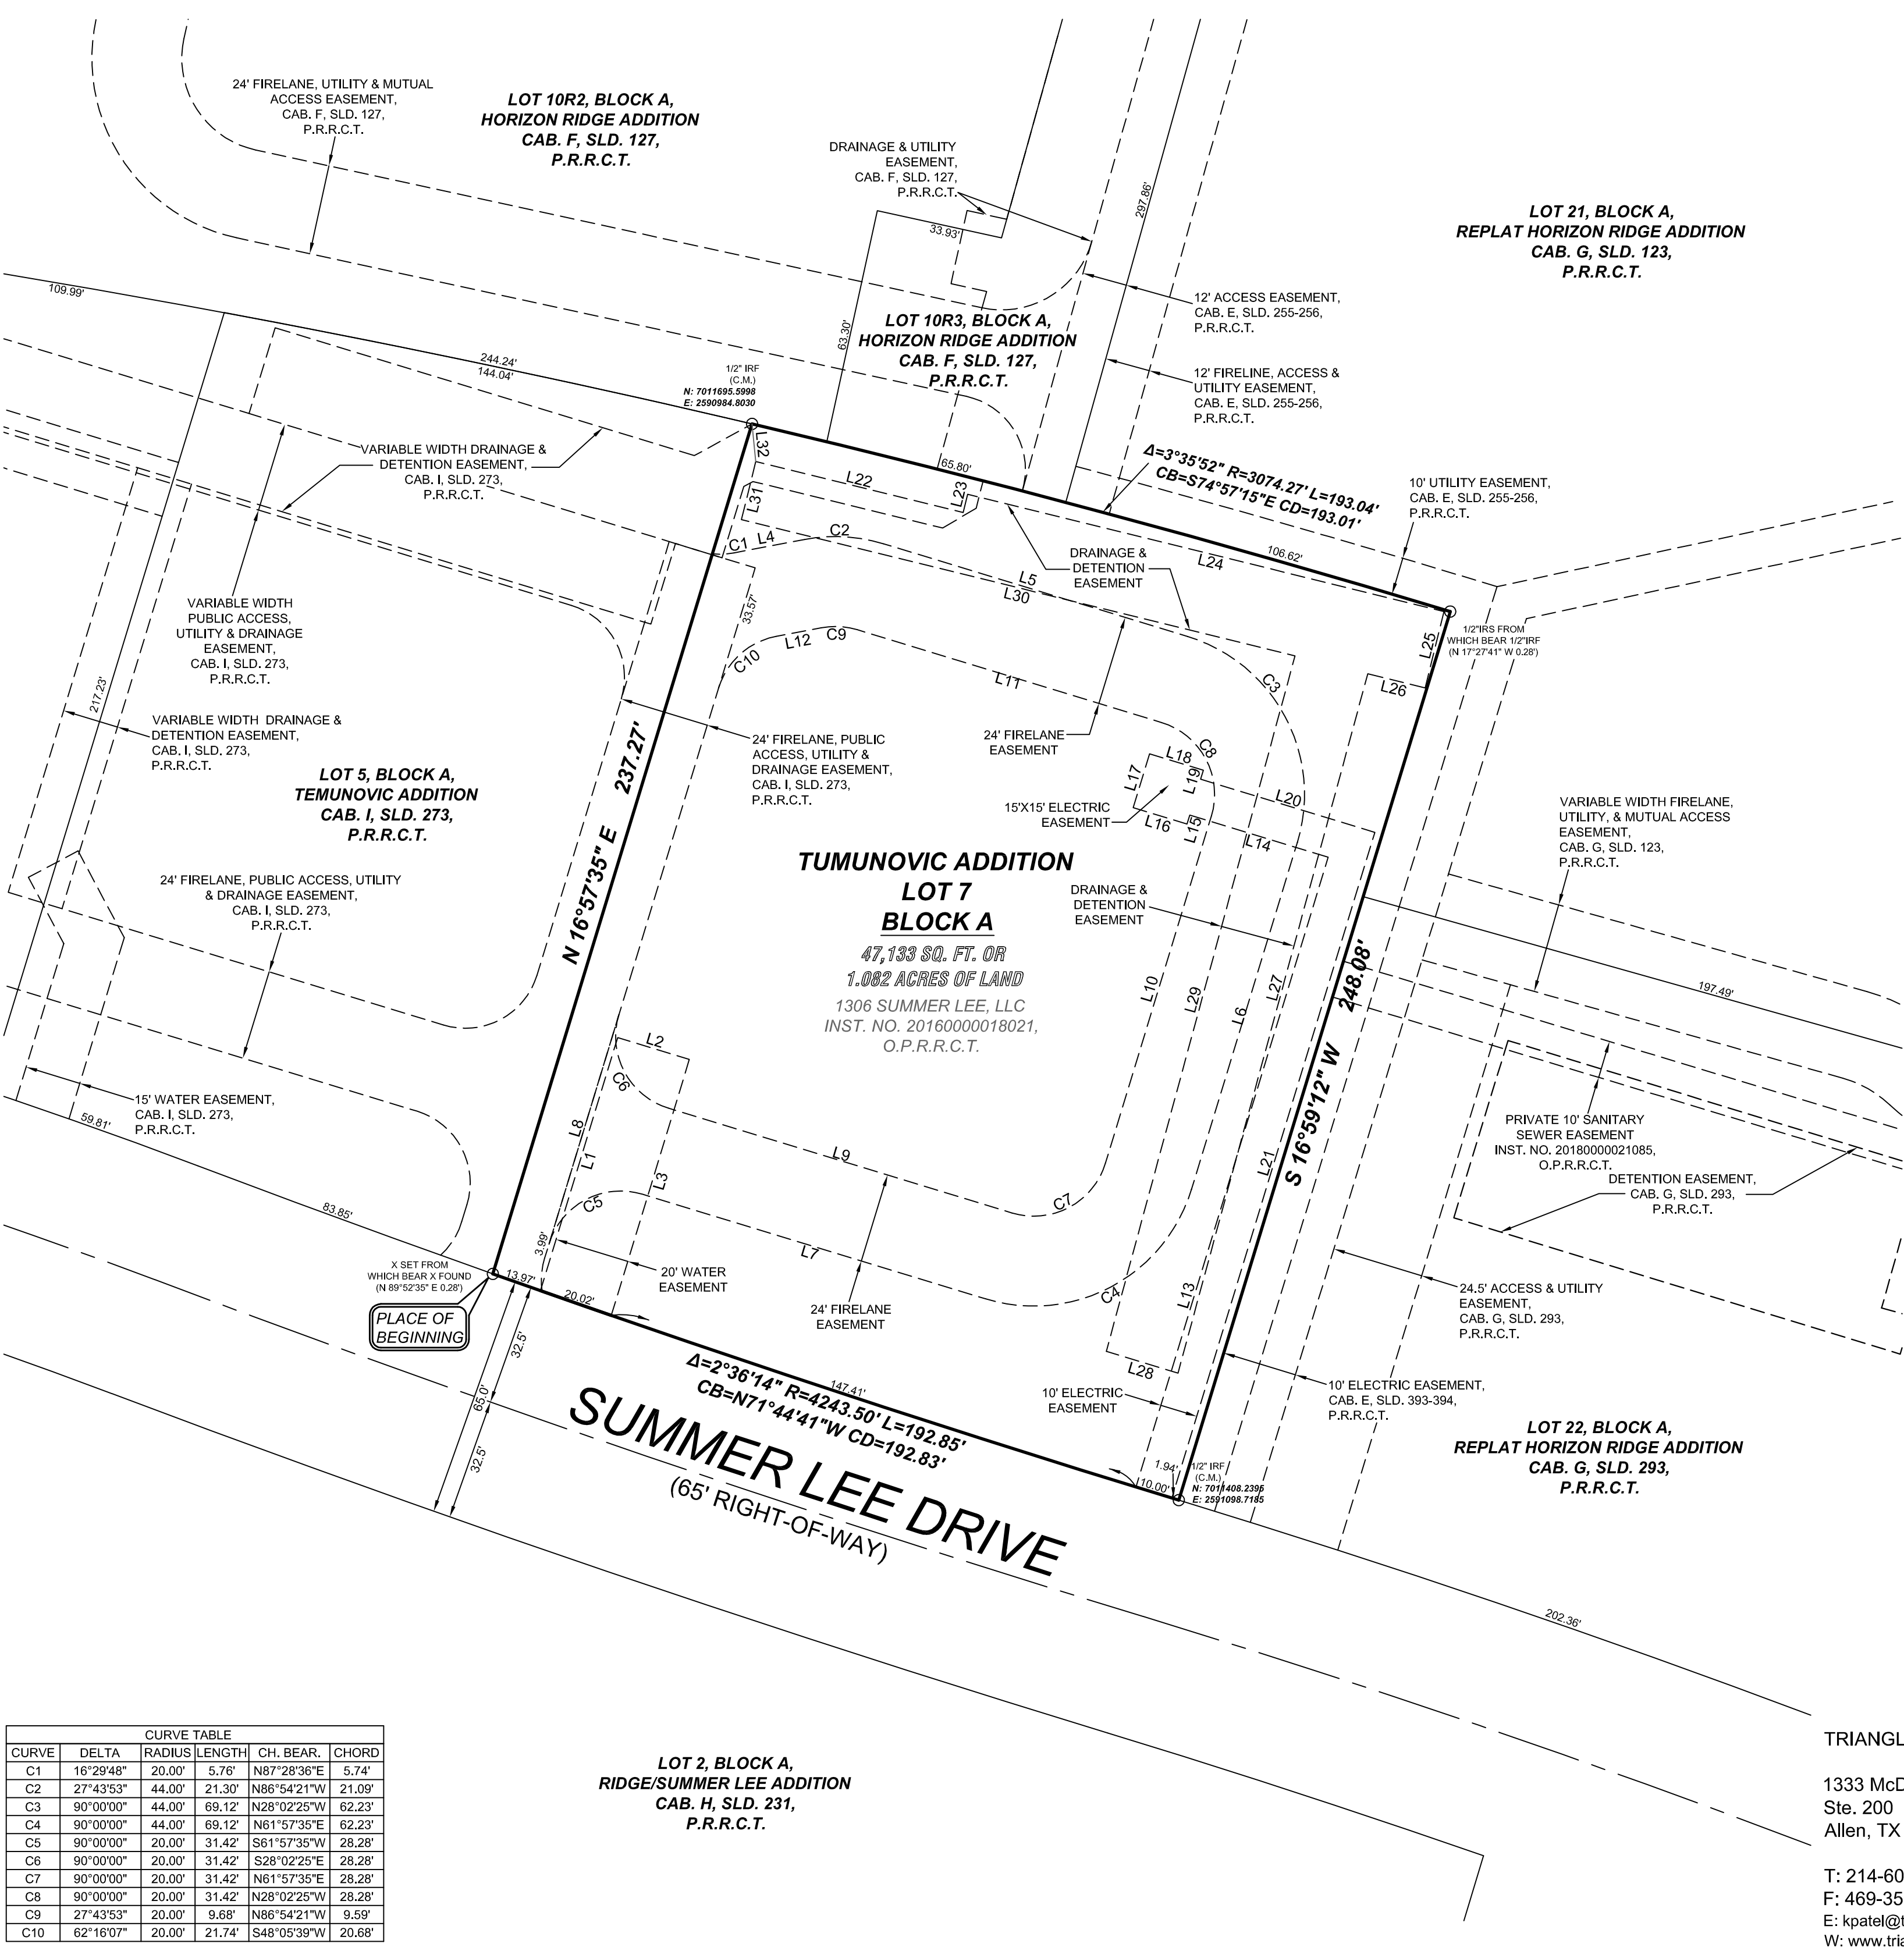 24' FIRELANE, UTILITY & MUTUAL
ACCESS EASEMENT,
CAB. F, SLD. 127,
P.R.R.C.T.
LOT 10R2, BLOCK A,
HORIZON RIDGE ADDITION
CAB. F, SLD. 127,
P.R.R.C.T.
DRAINAGE & UTILITY
EASEMENT,
CAB. F, SLD. 127,
P.R.R.C.T.
297.86'
33.93'
63.30'
LOT 21, BLOCK A,
REPLAT HORIZON RIDGE ADDITION
CAB. G, SLD. 123,
P.R.R.C.T.
12' ACCESS EASEMENT,
CAB. E, SLD. 255-256,
P.R.R.C.T.
LOT 10R3, BLOCK A,
HORIZON RIDGE ADDITION
CAB. F, SLD. 127,
P.R.R.C.T.
12' FIRELINE, ACCESS &
UTILITY EASEMENT,
CAB. E, SLD. 255-256,
P.R.R.C.T.
109.99'
244.24'
144.04'
1/2" IRF
(C.M.)
N: 7011695.5998
E: 2590984.8030
VARIABLE WIDTH DRAINAGE &
DETENTION EASEMENT,
CAB. I, SLD. 273,
P.R.R.C.T.
L32
L22
65.80'
L23
L31
Δ=3°35'52" R=3074.27' L=193.04'
CB=S74°57'15"E CD=193.01'
10' UTILITY EASEMENT,
CAB. E, SLD. 255-256,
P.R.R.C.T.
C1
L4
C2
106.62'
L24
DRAINAGE &
DETENTION
EASEMENT
L5
L30
33.57'
VARIABLE WIDTH
PUBLIC ACCESS,
UTILITY & DRAINAGE
EASEMENT,
CAB. I, SLD. 273,
P.R.R.C.T.
1/2"IRS FROM
WHICH BEAR 1/2"IRF
(N 17°27'41" W 0.28')
L25
L26
C10
L12
C9
L11
C3
217.23'
VARIABLE WIDTH DRAINAGE &
DETENTION EASEMENT,
CAB. I, SLD. 273,
P.R.R.C.T.
24' FIRELANE, PUBLIC
ACCESS, UTILITY &
DRAINAGE EASEMENT,
CAB. I, SLD. 273,
P.R.R.C.T.
24' FIRELANE
EASEMENT
C8
L18
L17
L19
L20
15'X15' ELECTRIC
EASEMENT
L16
L15
L14
LOT 5, BLOCK A,
TEMUNOVIC ADDITION
CAB. I, SLD. 273,
P.R.R.C.T.
N 16°57'35" E 237.27'
VARIABLE WIDTH FIRELANE,
UTILITY, & MUTUAL ACCESS
EASEMENT,
CAB. G, SLD. 123,
P.R.R.C.T.
24' FIRELANE, PUBLIC ACCESS, UTILITY
& DRAINAGE EASEMENT,
CAB. I, SLD. 273,
P.R.R.C.T.
TUMUNOVIC ADDITION
LOT 7
BLOCK A
47,133 SQ. FT. OR
1.082 ACRES OF LAND
1306 SUMMER LEE, LLC
INST. NO. 20160000018021,
O.P.R.R.C.T.
DRAINAGE &
DETENTION
EASEMENT
L10
L29
L6
L27
S 16°59'12" W 248.08'
197.49'
15' WATER EASEMENT,
CAB. I, SLD. 273,
P.R.R.C.T.
59.81'
L2
C6
L8
L1
L9
L3
C5
C7
L21
PRIVATE 10' SANITARY
SEWER EASEMENT
INST. NO. 20180000021085,
O.P.R.R.C.T.
DETENTION EASEMENT,
CAB. G, SLD. 293,
P.R.R.C.T.
83.85'
3.99'
L7
X SET FROM
WHICH BEAR X FOUND
(N 89°52'35" E 0.28')
13.97'
20.02'
20' WATER
EASEMENT
24' FIRELANE
EASEMENT
C4
L13
24.5' ACCESS & UTILITY
EASEMENT,
CAB. G, SLD. 293,
P.R.R.C.T.
PLACE OF
BEGINNING
32.5'
65.0'
32.5'
L28
10' ELECTRIC
EASEMENT
10' ELECTRIC EASEMENT,
CAB. E, SLD. 393-394,
P.R.R.C.T.
147.41'
Δ=2°36'14" R=4243.50' L=192.85'
CB=N71°44'41"W CD=192.83'
SUMMER LEE DRIVE
(65' RIGHT-OF-WAY)
1.94'
10.00'
1/2" IRF
(C.M.)
N: 7011408.2395
E: 2591098.7185
LOT 22, BLOCK A,
REPLAT HORIZON RIDGE ADDITION
CAB. G, SLD. 293,
P.R.R.C.T.
202.36'
CURVE TABLE
CURVE DELTA RADIUS LENGTH CH. BEAR. CHORD
C1 16°29'48" 20.00' 5.76' N87°28'36"E 5.74'
C2 27°43'53" 44.00' 21.30' N86°54'21"W 21.09'
C3 90°00'00" 44.00' 69.12' N28°02'25"W 62.23'
C4 90°00'00" 44.00' 69.12' N61°57'35"E 62.23'
C5 90°00'00" 20.00' 31.42' S61°57'35"W 28.28'
C6 90°00'00" 20.00' 31.42' S28°02'25"E 28.28'
C7 90°00'00" 20.00' 31.42' N61°57'35"E 28.28'
C8 90°00'00" 20.00' 31.42' N28°02'25"W 28.28'
C9 27°43'53" 20.00' 9.68' N86°54'21"W 9.59'
C10 62°16'07" 20.00' 21.74' S48°05'39"W 20.68'
LOT 2, BLOCK A,
RIDGE/SUMMER LEE ADDITION
CAB. H, SLD. 231,
P.R.R.C.T.
TRIANGL
1333 McD
Ste. 200
Allen, TX
T: 214-60
F: 469-35
E: kpatel@t
W: www.tria